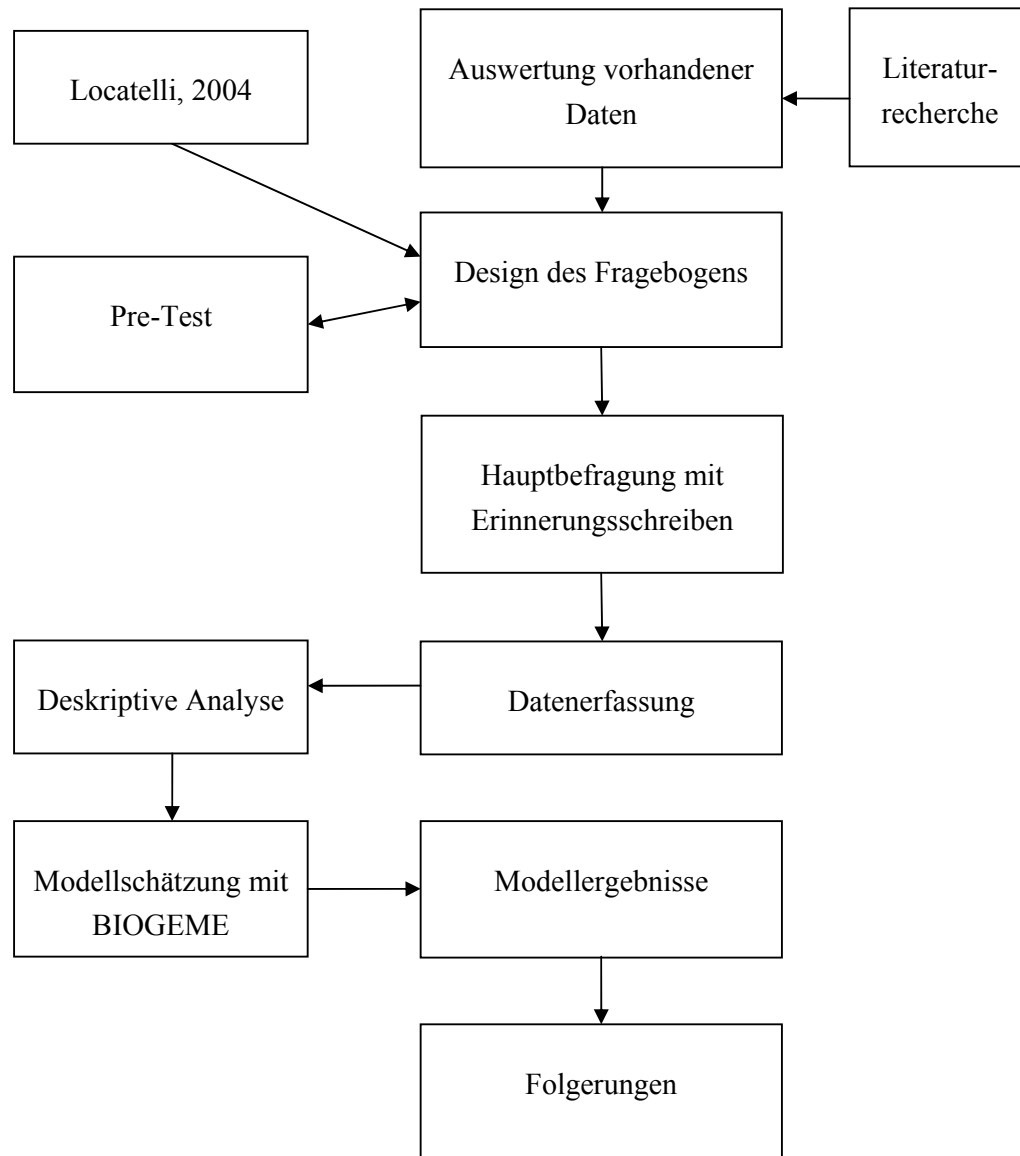 Locatelli, 2004
Auswertung vorhandener
Daten
Literatur-
recherche
Design des Fragebogens
Pre-Test
Hauptbefragung mit
Erinnerungsschreiben
Deskriptive Analyse
Datenerfassung
Modellschätzung mit
BIOGEME
Modellergebnisse
Folgerungen